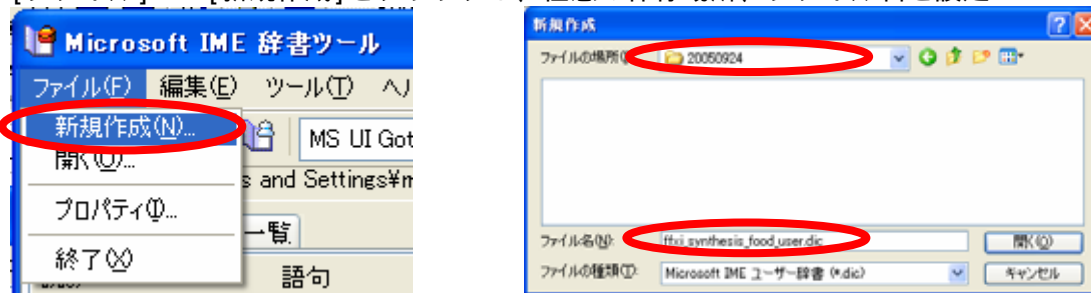 Microsoft IME 辞書ツール
ファイル(F) 編集(E) ツール(T) ヘ
新規作成(N)...
MS UI Got
開く(O)...
s and Settings¥m
プロパティ(I)...
一覧
終了(X)
語句
新規作成
ファイルの場所(I):
20050924
ファイル名(N):
ffxi_synthesis_food_user.dic
開く(O)
ファイルの種類(T):
Microsoft IME ユーザー辞書 (*.dic)
キャンセル